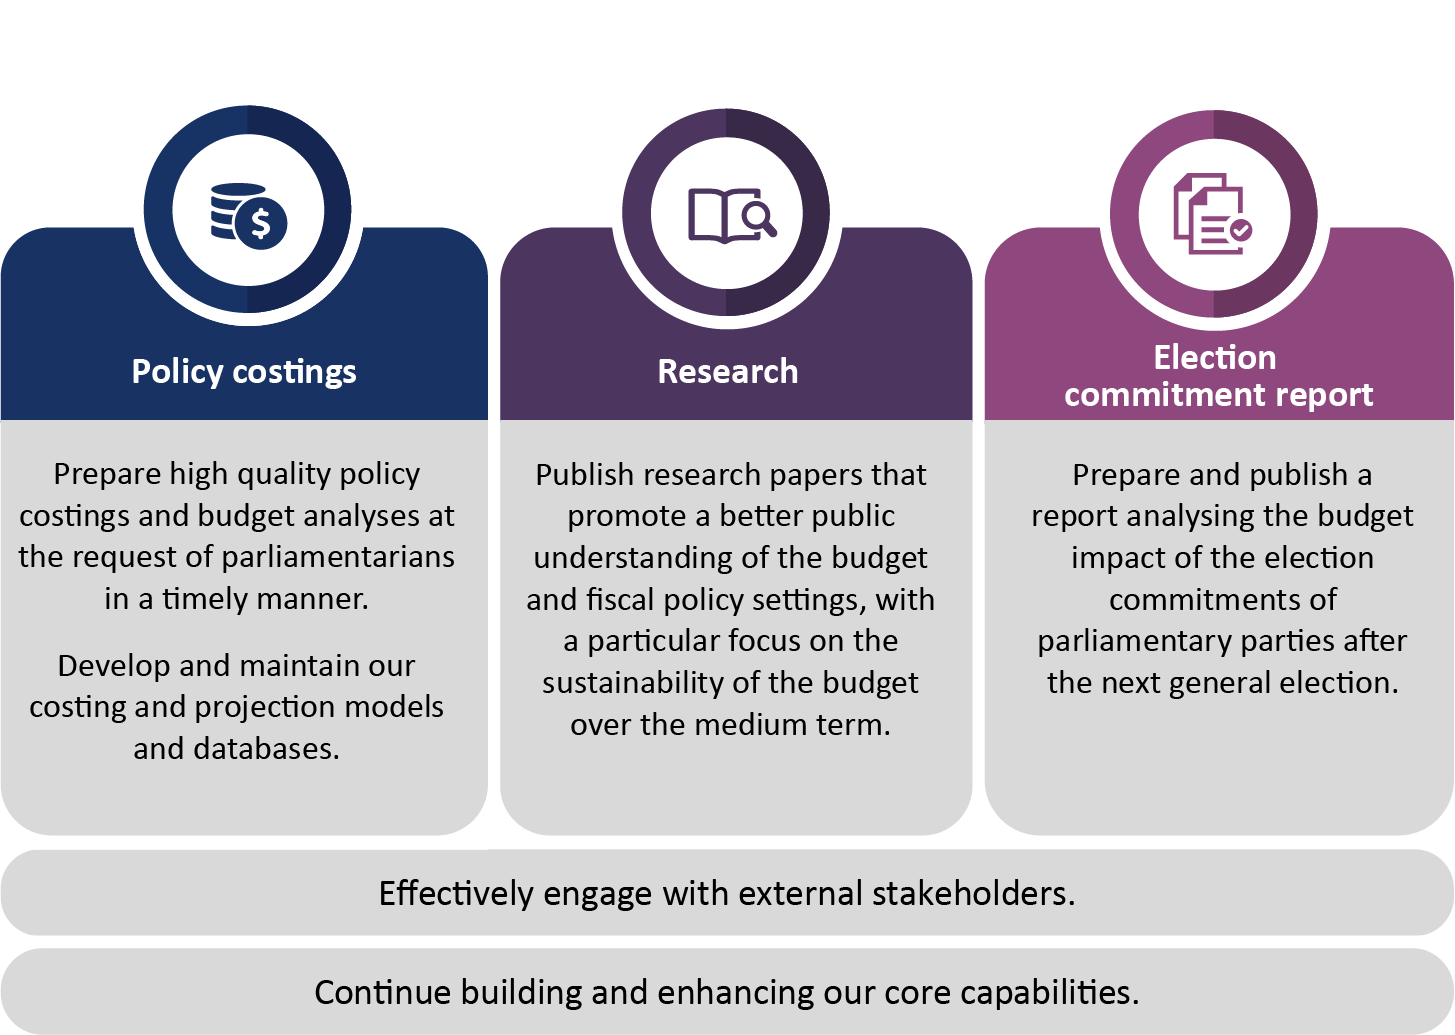 $
Policy costings
Prepare high quality policy
costings and budget analyses at
the request of parliamentarians
in a timely manner.
Develop and maintain our
costing and projection models
and databases.
Research
Publish research papers that
promote a better public
understanding of the budget
and fiscal policy settings, with
a particular focus on the
sustainability of the budget
over the medium term.
Election
commitment report
Prepare and publish a
report analysing the budget
impact of the election
commitments of
parliamentary parties after
the next general election.
Effectively engage with external stakeholders.
Continue building and enhancing our core capabilities.